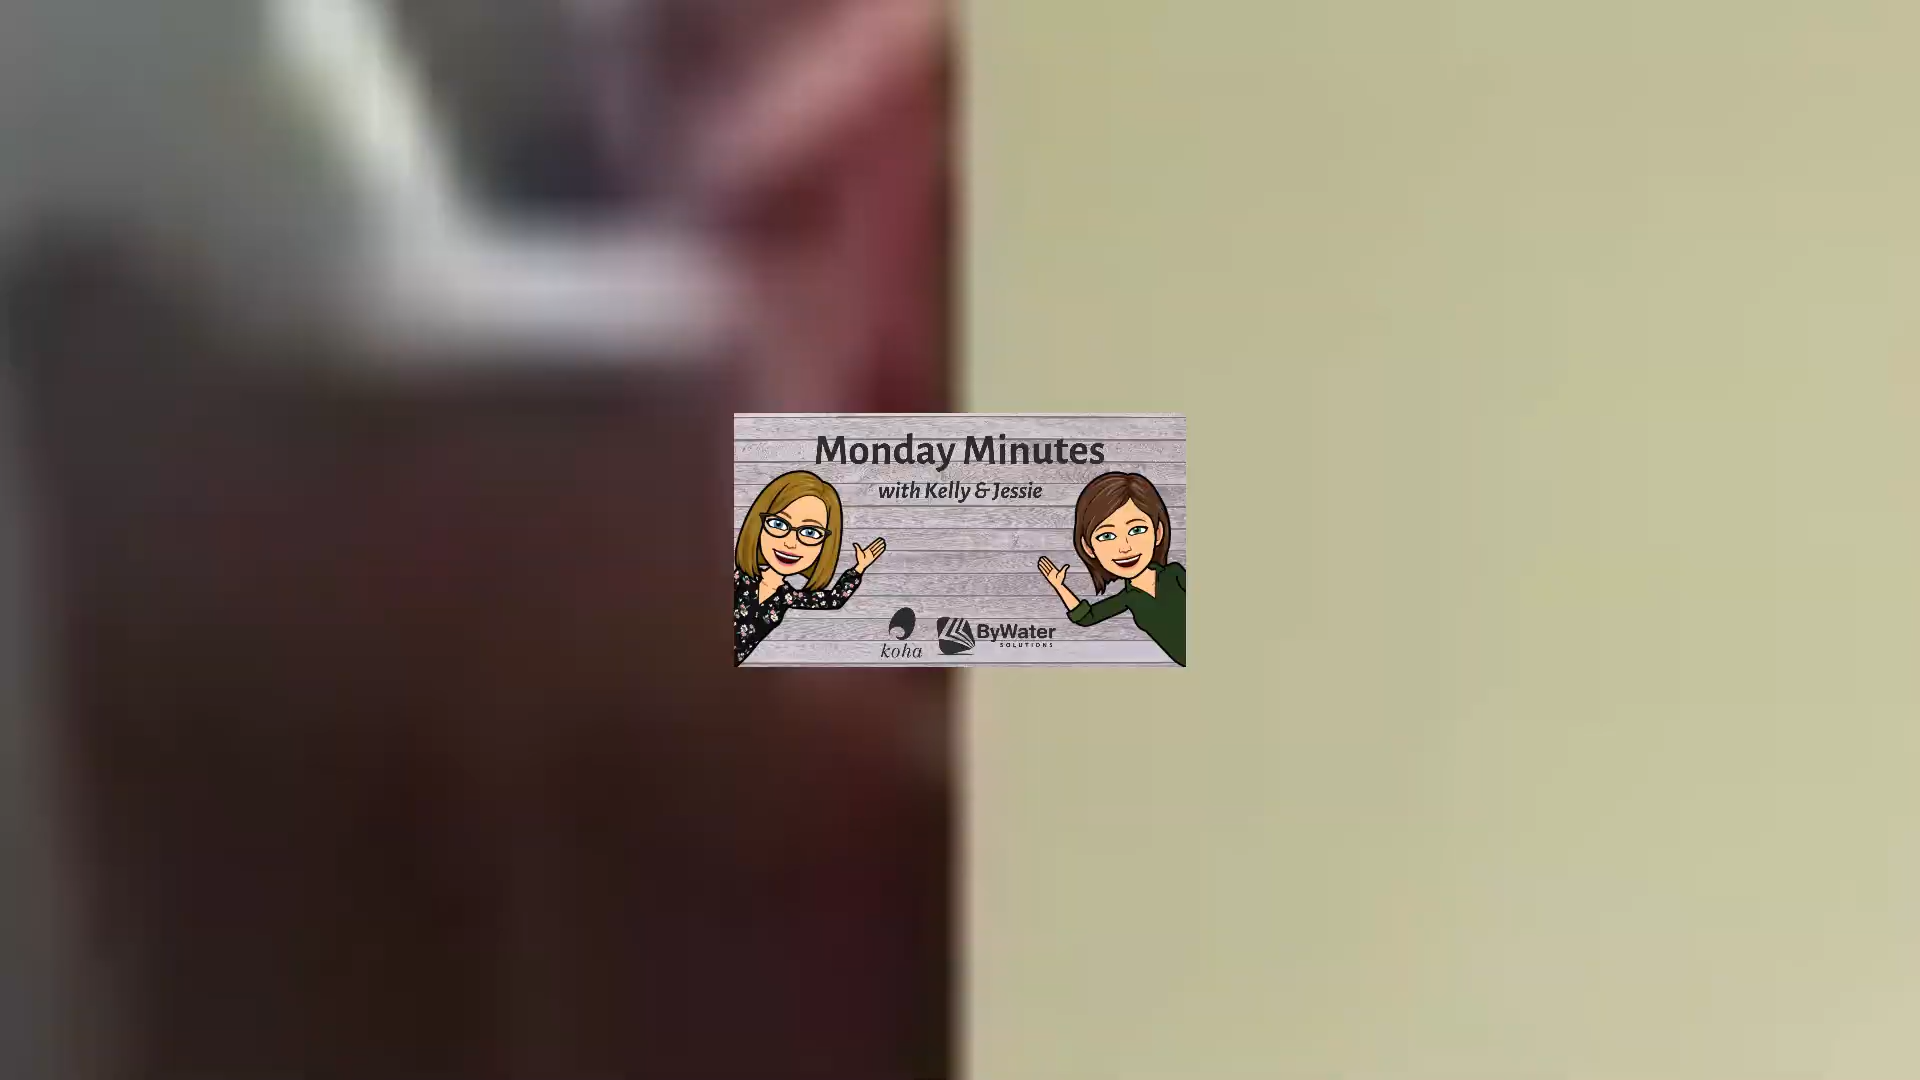 Monday Minutes
with Kelly & Jessie
koha
ByWater
SOLUTIONS